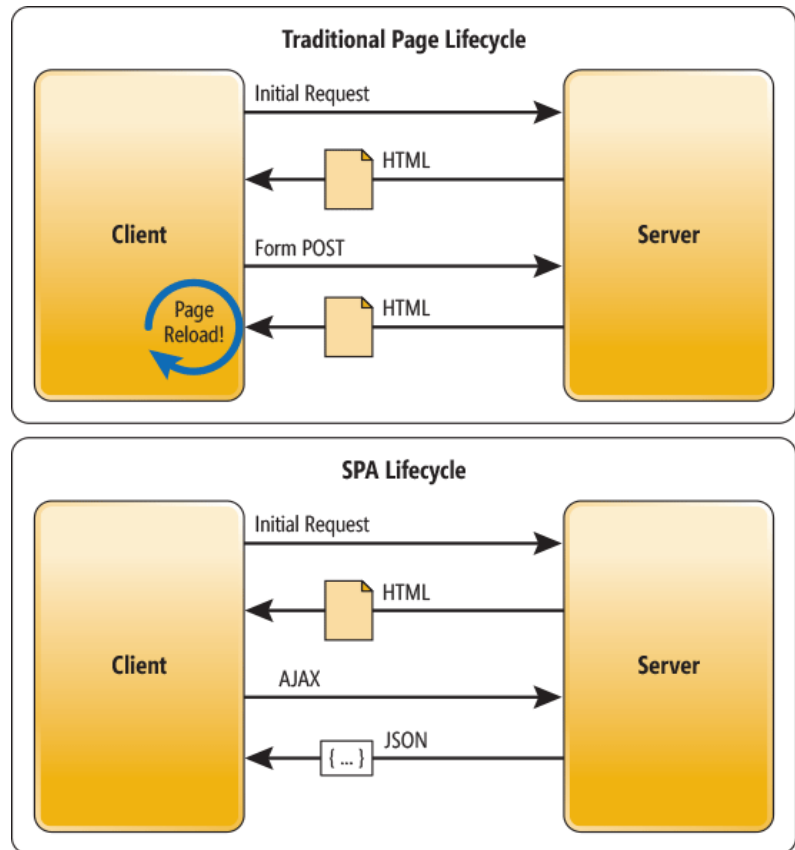 Traditional Page Lifecycle
Initial Request
HTML
Client
Server
Form POST
HTML
Page
Reload!
SPA Lifecycle
Initial Request
HTML
Client
Server
AJAX
JSON
{ ... }